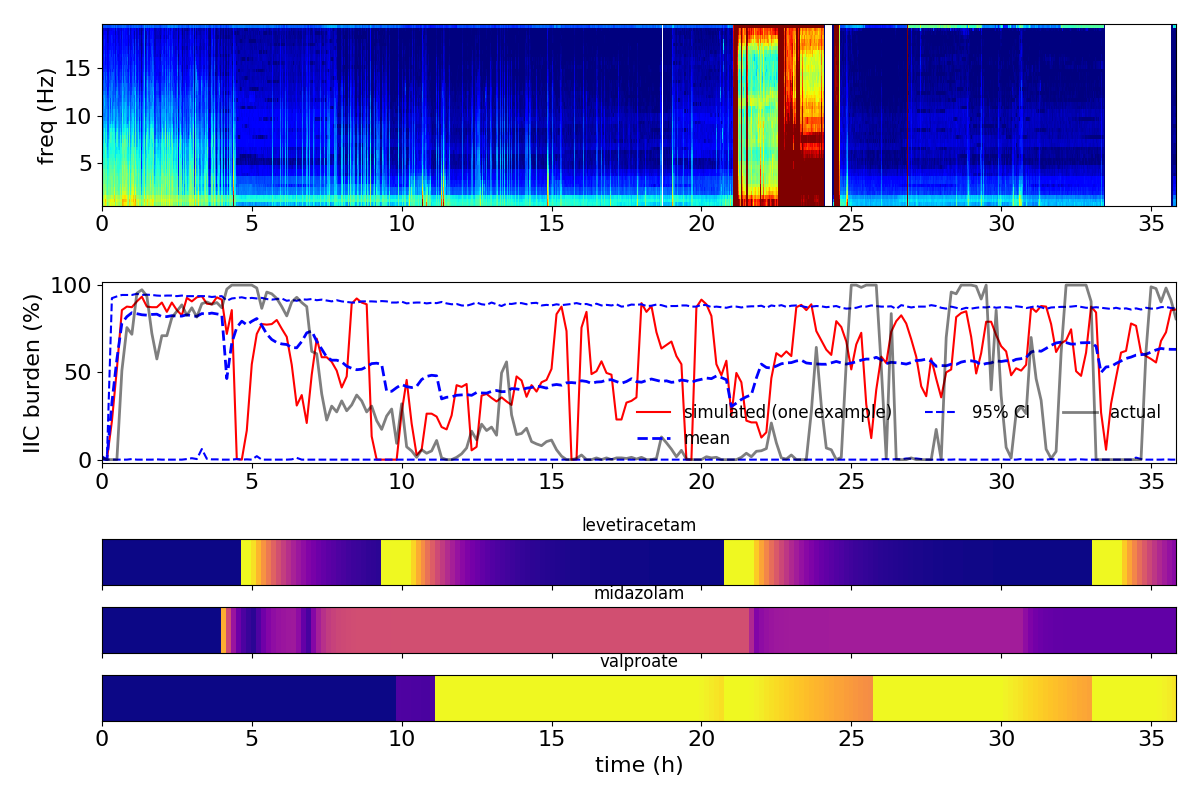 freq (Hz)
15
10
5
0 5 10 15 20 25 30 35
IIC burden (%)
100
50
0
simulated (one example) 95% CI actual
mean
0 5 10 15 20 25 30 35
levetiracetam
midazolam
valproate
0 5 10 15 20 25 30 35
time (h)